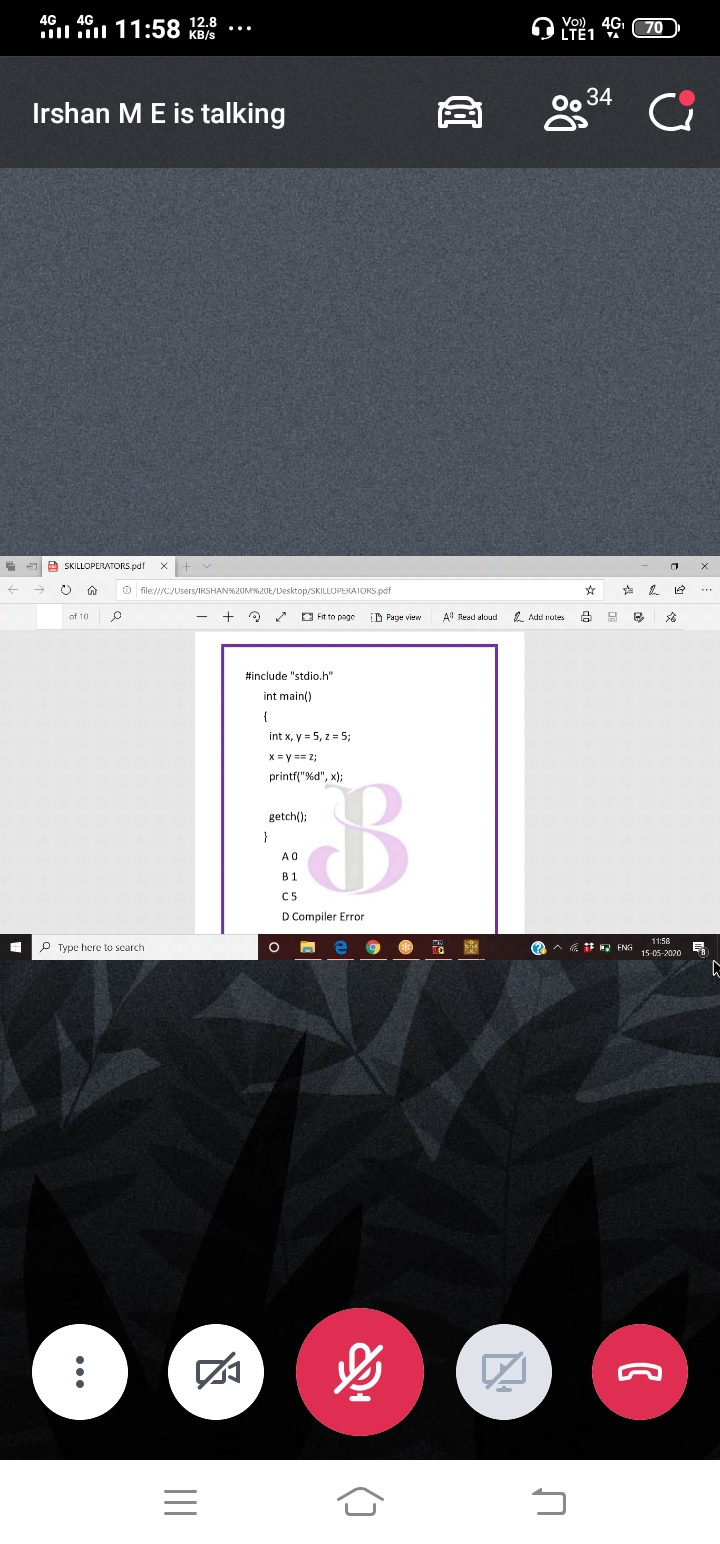 4G 4G 11:58 12.8 KB/s ... Vo)) LTE1 4G1 70
Irshan M E is talking 34
SKILLOPERATORS.pdf
file:///C:/Users/IRSHAN%20M%20E/Desktop/SKILLOPERATORS.pdf
of 10 Fit to page Page view Read aloud Add notes
#include "stdio.h"
int main()
{
int x, y = 5, z = 5;
x = y == z;
printf("%d", x);
getch();
}
A 0
B 1
C 5
D Compiler Error
B
Type here to search ENG 11:58
15-05-2020 8